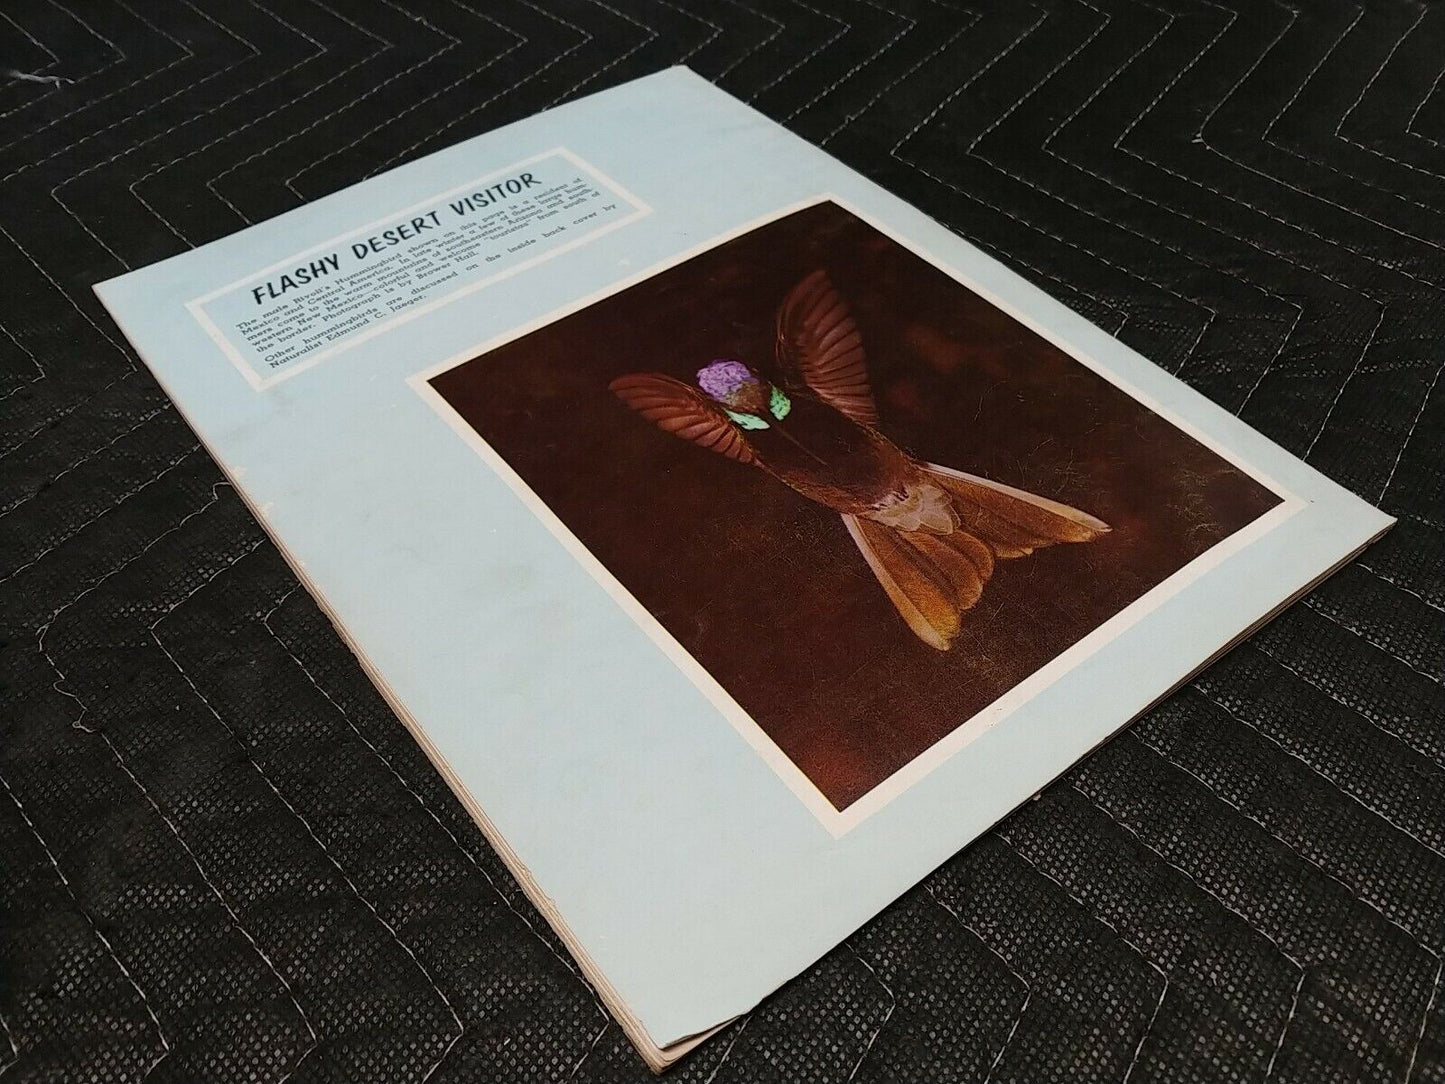 FLASHY DESERT VISITOR
The male Rivoli's Hummingbird shown on this page is a resident of
Mexico and Central America. In late winter a few of these large hum-
mers come to the warm mountains of southeastern Arizona and south-
western New Mexico—colorful and welcome "tourists" from south of
the border. Photograph is by Brower Hall.
Other hummingbirds are discussed on the inside back cover by
Naturalist Edmund C. Jaeger.